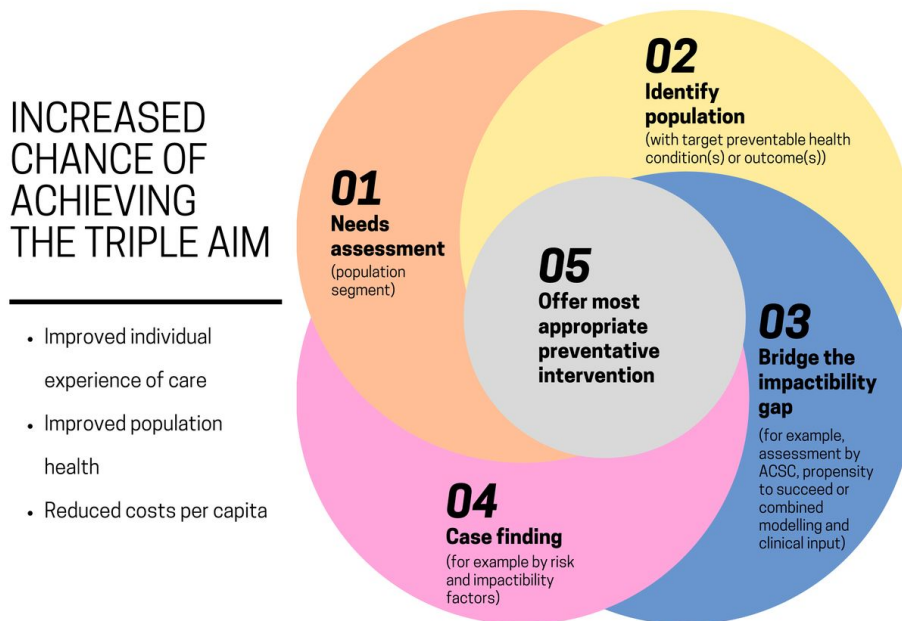 INCREASED
CHANCE OF
ACHIEVING
THE TRIPLE AIM
• Improved individual
experience of care
• Improved population
health
• Reduced costs per capita
01
Needs
assessment
(population
segment)
02
Identify
population
(with target preventable health
condition(s) or outcome(s))
03
Bridge the
impactibility
gap
(for example,
assessment by
ACSC, propensity
to succeed or
combined
modelling and
clinical input)
04
Case finding
(for example by risk
and impactibility
factors)
05
Offer most
appropriate
preventative
intervention